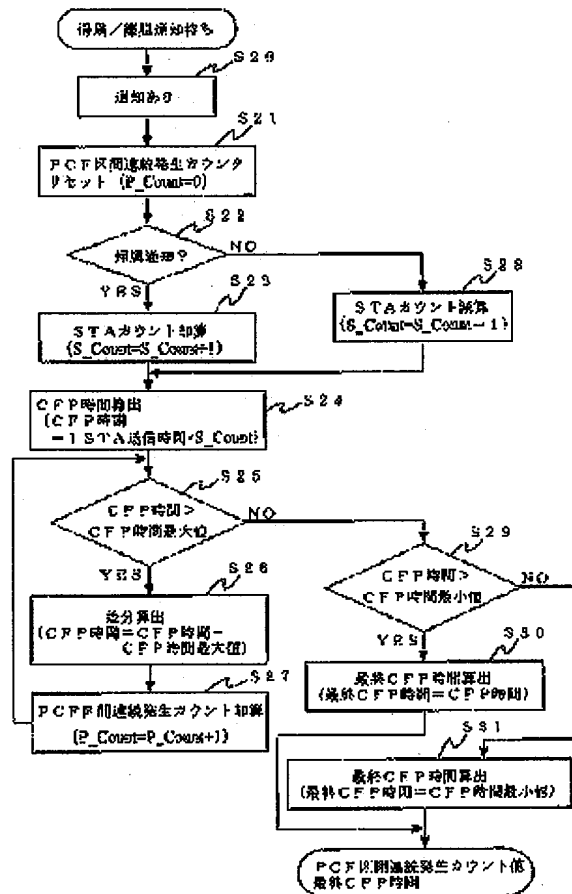 帰属／離脱通知待ち
S20
通知あり
S21
PCF区間連続発生カウンタ
リセット (P_Count=0)
S22
帰属通知?
NO
YES
S23
STAカウント加算
(S_Count=S_Count+1)
S28
STAカウント減算
(S_Count=S_Count-1)
S24
CFP時間算出
(CFP時間
=1STA送信時間*S_Count)
S25
CFP時間>
CFP時間最大値
NO
YES
S26
差分算出
(CFP時間=CFP時間-
CFP時間最大値)
S27
PCF区間連続発生カウント加算
(P_Count=P_Count+1)
S29
CFP時間>
CFP時間最小値
NO
YES
S30
最終CFP時間算出
(最終CFP時間=CFP時間)
S31
最終CFP時間算出
(最終CFP時間=CFP時間最小値)
PCF区間連続発生カウント値
最終CFP時間